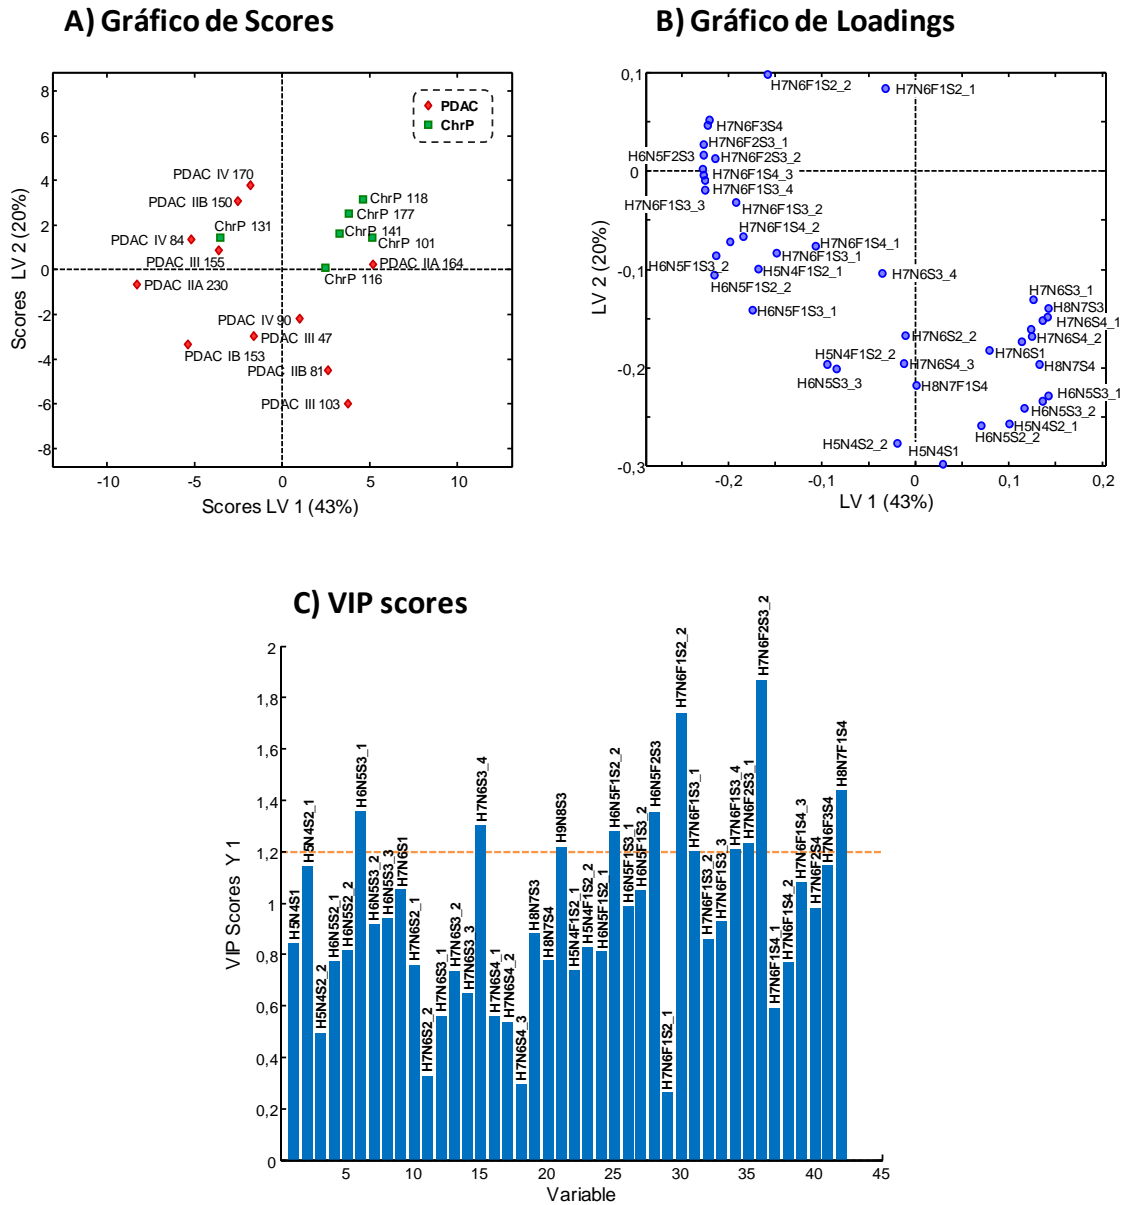 A) Gráfico de Scores
B) Gráfico de Loadings
8
6
4
2
0
-2
-4
-6
-8
Scores LV 2 (20%)
PDAC
ChrP
PDAC IV 170
PDAC IIB 150
ChrP 118
ChrP 177
ChrP 131
ChrP 141
PDAC IV 84
ChrP 101
PDAC III 155
PDAC IIA 164
ChrP 116
PDAC IIA 230
PDAC IV 90
PDAC III 47
PDAC IB 153
PDAC IIB 81
PDAC III 103
-10
-5
0
5
10
Scores LV 1 (43%)
0,1
0
-0,1
-0,2
-0,3
LV 2 (20%)
H7N6F1S2_2
H7N6F1S2_1
H7N6F3S4
H7N6F2S3_1
H6N5F2S3
H7N6F2S3_2
H7N6F1S4_3
H7N6F1S3_4
H7N6F1S3_3
H7N6F1S3_2
H7N6F1S4_2
H7N6F1S4_1
H7N6F1S3_1
H6N5F1S3_2
H5N4F1S2_1
H7N6S3_4
H6N5F1S2_2
H7N6S3_1
H6N5F1S3_1
H8N7S3
H7N6S4_1
H7N6S2_2
H7N6S4_2
H7N6S1
H5N4F1S2_2
H7N6S4_3
H8N7S4
H6N5S3_3
H8N7F1S4
H6N5S3_1
H6N5S3_2
H5N4S2_1
H6N5S2_2
H5N4S2_2
H5N4S1
-0,2
-0,1
0
0,1
0,2
LV 1 (43%)
C) VIP scores
2
1,8
1,6
1,4
1,2
1
0,8
0,6
0,4
0,2
0
VIP Scores Y 1
H5N4S1
H5N4S2_1
H5N4S2_2
H6N5S2_1
H6N5S2_2
H6N5S3_1
H6N5S3_2
H6N5S3_3
H7N6S1
H7N6S2_1
H7N6S2_2
H7N6S3_1
H7N6S3_2
H7N6S3_3
H7N6S3_4
H7N6S4_1
H7N6S4_2
H7N6S4_3
H8N7S3
H8N7S4
H9N8S3
H5N4F1S2_1
H5N4F1S2_2
H6N5F1S2_1
H6N5F1S2_2
H6N5F1S3_1
H6N5F1S3_2
H6N5F2S3
H7N6F1S2_1
H7N6F1S2_2
H7N6F1S3_1
H7N6F1S3_2
H7N6F1S3_3
H7N6F1S3_4
H7N6F2S3_1
H7N6F2S3_2
H7N6F1S4_1
H7N6F1S4_2
H7N6F1S4_3
H7N6F2S4
H7N6F3S4
H8N7F1S4
5
10
15
20
25
30
35
40
45
Variable